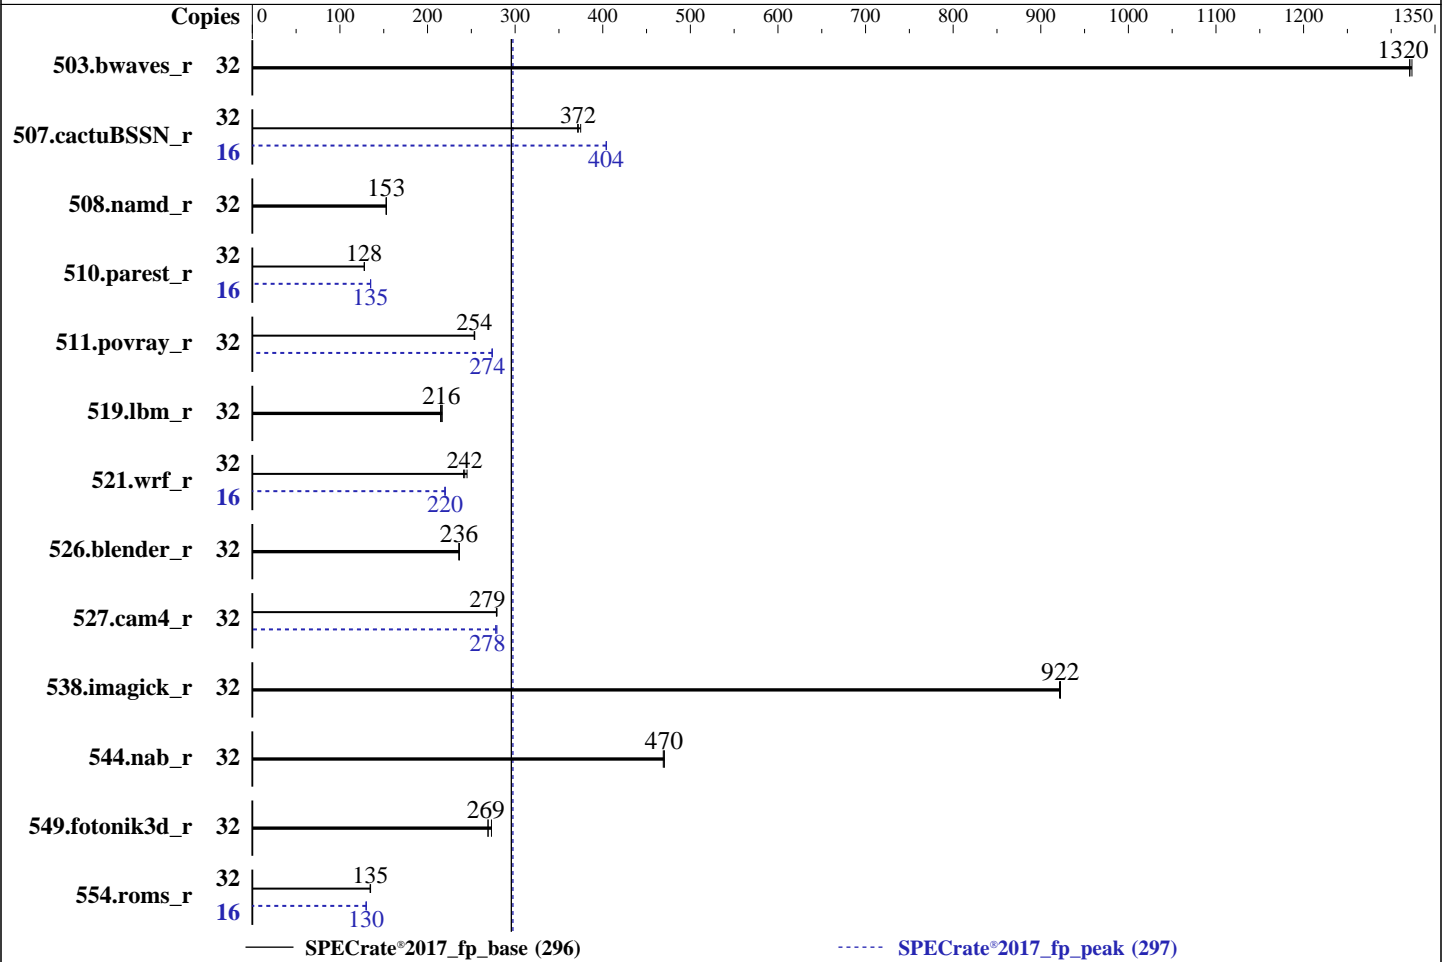 Copies 0 100 200 300 400 500 600 700 800 900 1000 1100 1200 1350
503.bwaves_r 32 1320
507.cactuBSSN_r 32 372
16 404
508.namd_r 32 153
510.parest_r 32 128
16 135
511.povray_r 32 254
274
519.lbm_r 32 216
521.wrf_r 32 242
16 220
526.blender_r 32 236
527.cam4_r 32 279
278
538.imagick_r 32 922
544.nab_r 32 470
549.fotonik3d_r 32 269
554.roms_r 32 135
16 130
SPECrate®2017_fp_base (296) SPECrate®2017_fp_peak (297)